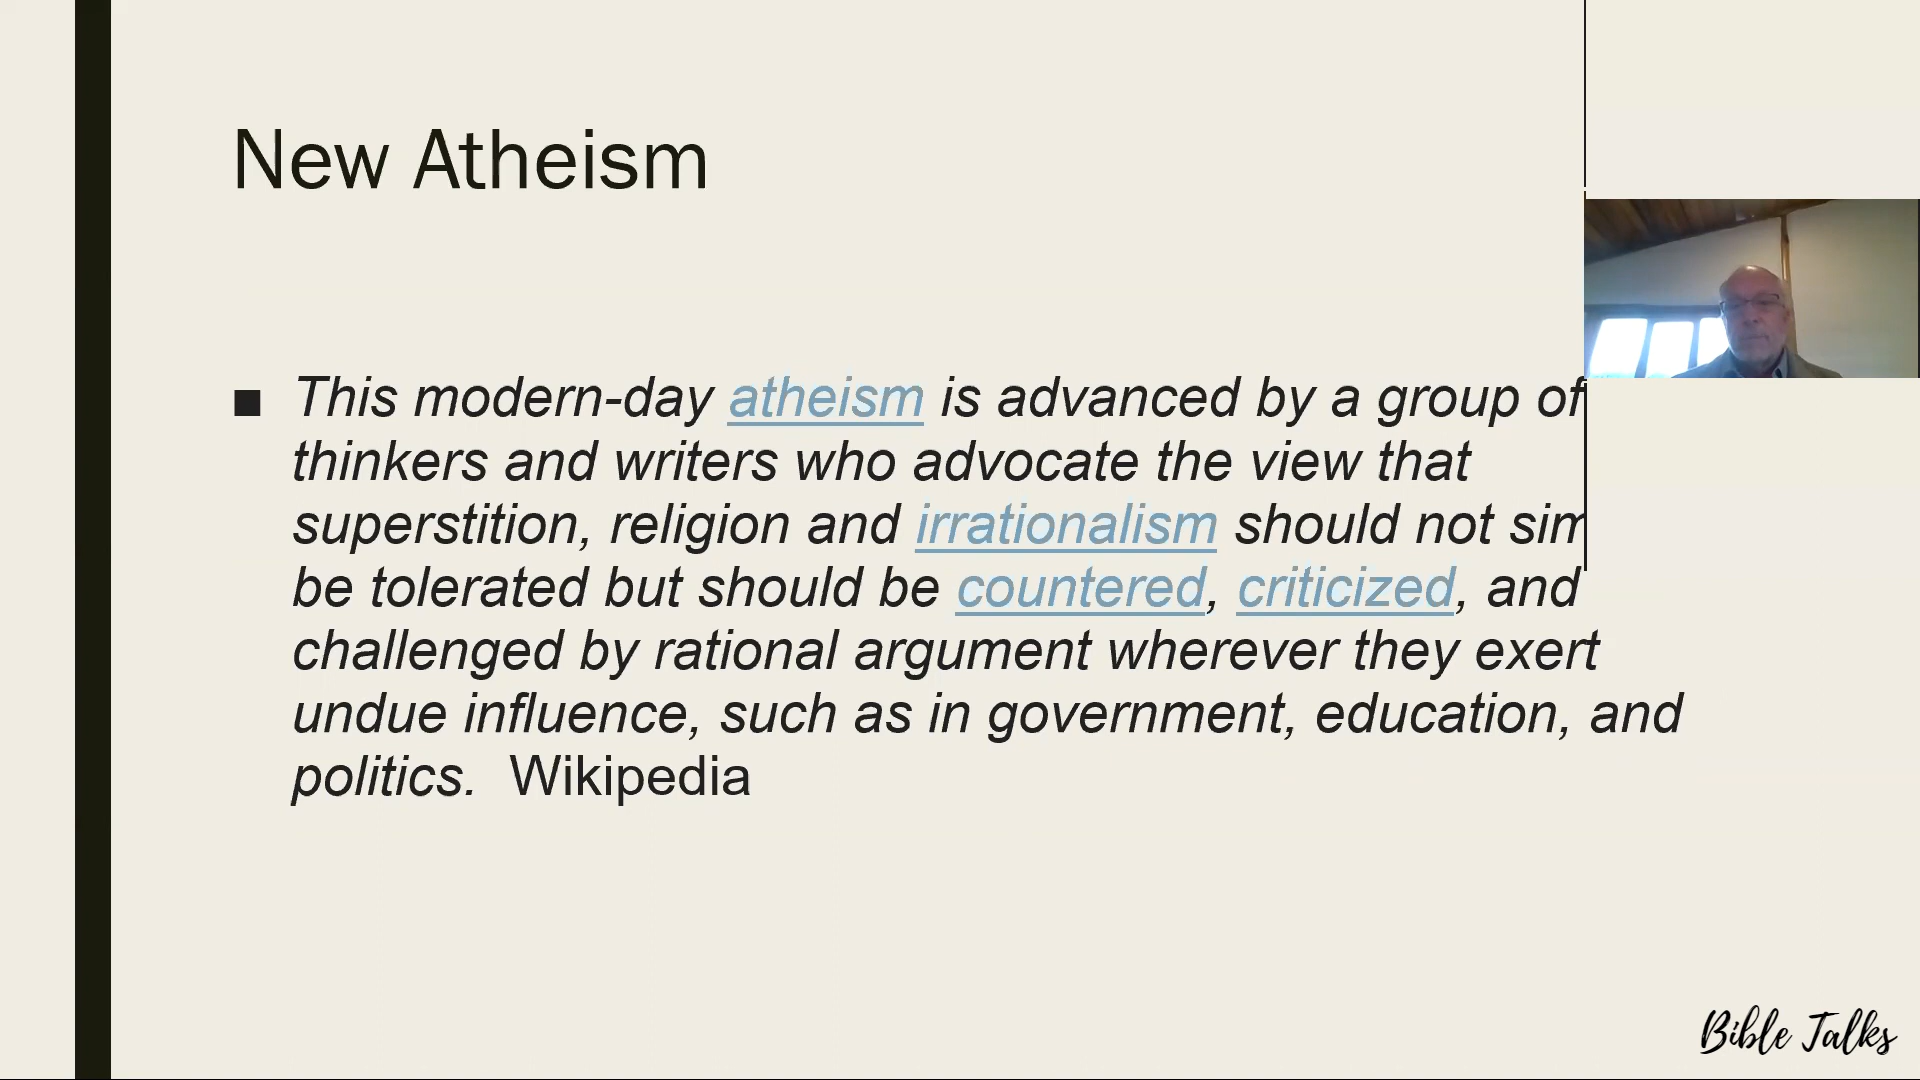 New Atheism
■ This modern-day atheism is advanced by a group of
thinkers and writers who advocate the view that
superstition, religion and irrationalism should not sim
be tolerated but should be countered, criticized, and
challenged by rational argument wherever they exert
undue influence, such as in government, education, and
politics. Wikipedia
Bible Talks